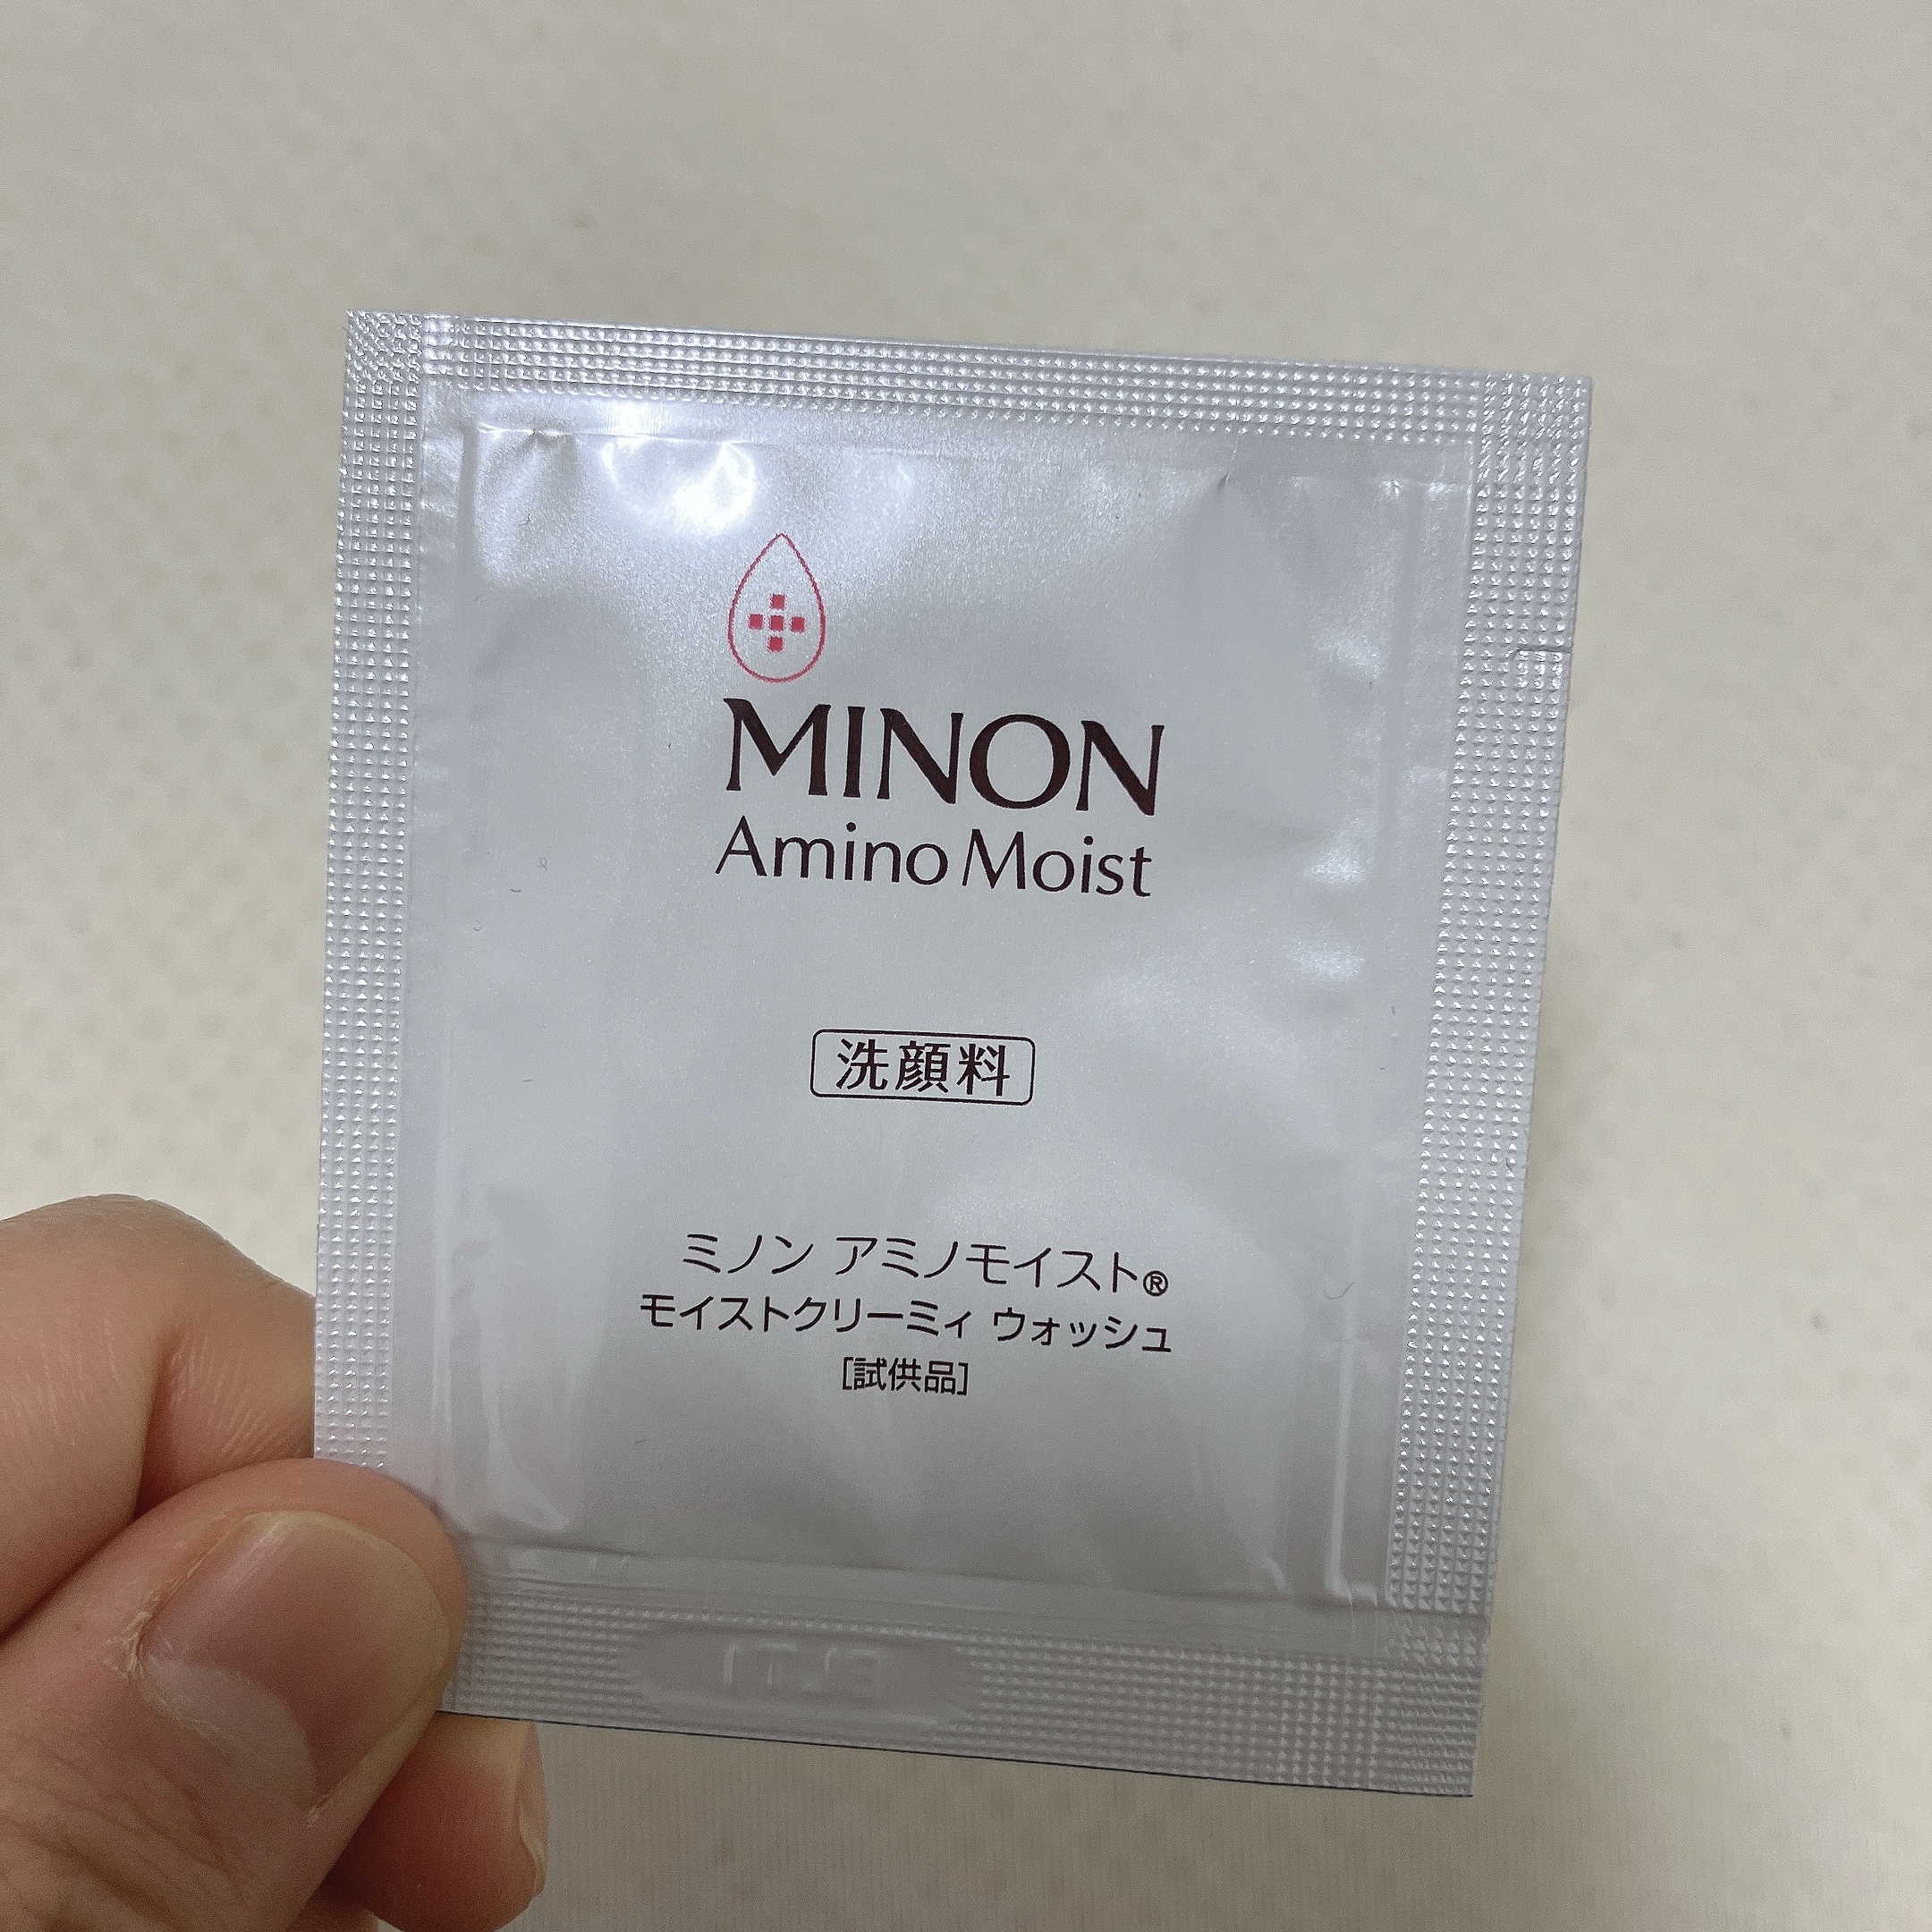 MINON
Amino Moist
洗顔料
ミノン アミノモイスト®
モイストクリーミィ ウォッシュ
[試供品]